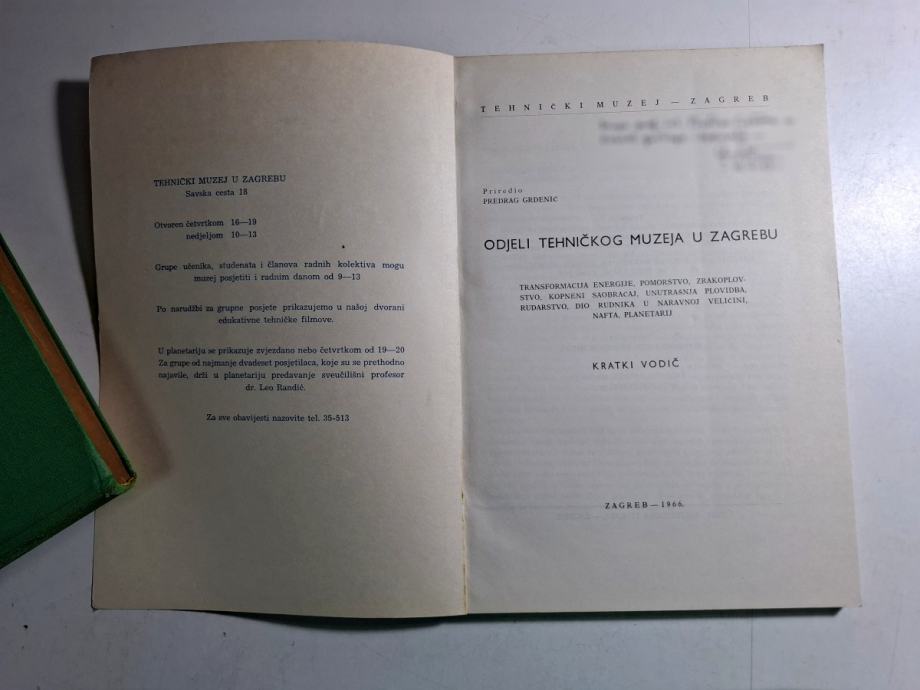 TEHNIČKI MUZEJ U ZAGREBU
Savska cesta 18
Otvoren četvrtkom 16—19
nedjeljom 10—13
Grupe učenika, studenata i članova radnih kolektiva mogu
muzej posjetiti i radnim danom od 9—13
Po narudžbi za grupne posjete prikazujemo u našoj dvorani
edukativne tehničke filmove.
U planetariju se prikazuje zvjezdano nebo četvrtkom od 19—20
Za grupe od najmanje dvadeset posjetilaca, koje su se prethodno
najavile, drži u planetariju predavanje sveučilišni profesor
dr. Leo Randić.
Za sve obavijesti nazovite tel. 35-513
TEHNIČKI MUZEJ — ZAGREB
Priredio
PREDRAG GRDENIĆ
ODJELI TEHNIČKOG MUZEJA U ZAGREBU
TRANSFORMACIJA ENERGIJE, POMORSTVO, ZRAKOPLOV-
STVO, KOPNENI SAOBRAĆAJ, UNUTRAŠNJA PLOVIDBA,
RUDARSTVO, DIO RUDNIKA U NARAVNOJ VELIČINI,
NAFTA, PLANETARIJ
KRATKI VODIČ
ZAGREB—1966.